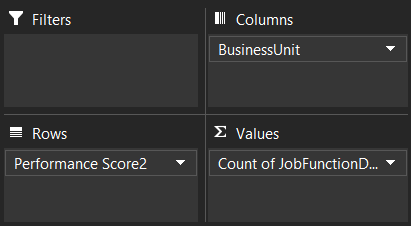 Filters
Columns
BusinessUnit
Rows
Values
Performance Score2
Count of JobFunctionD...